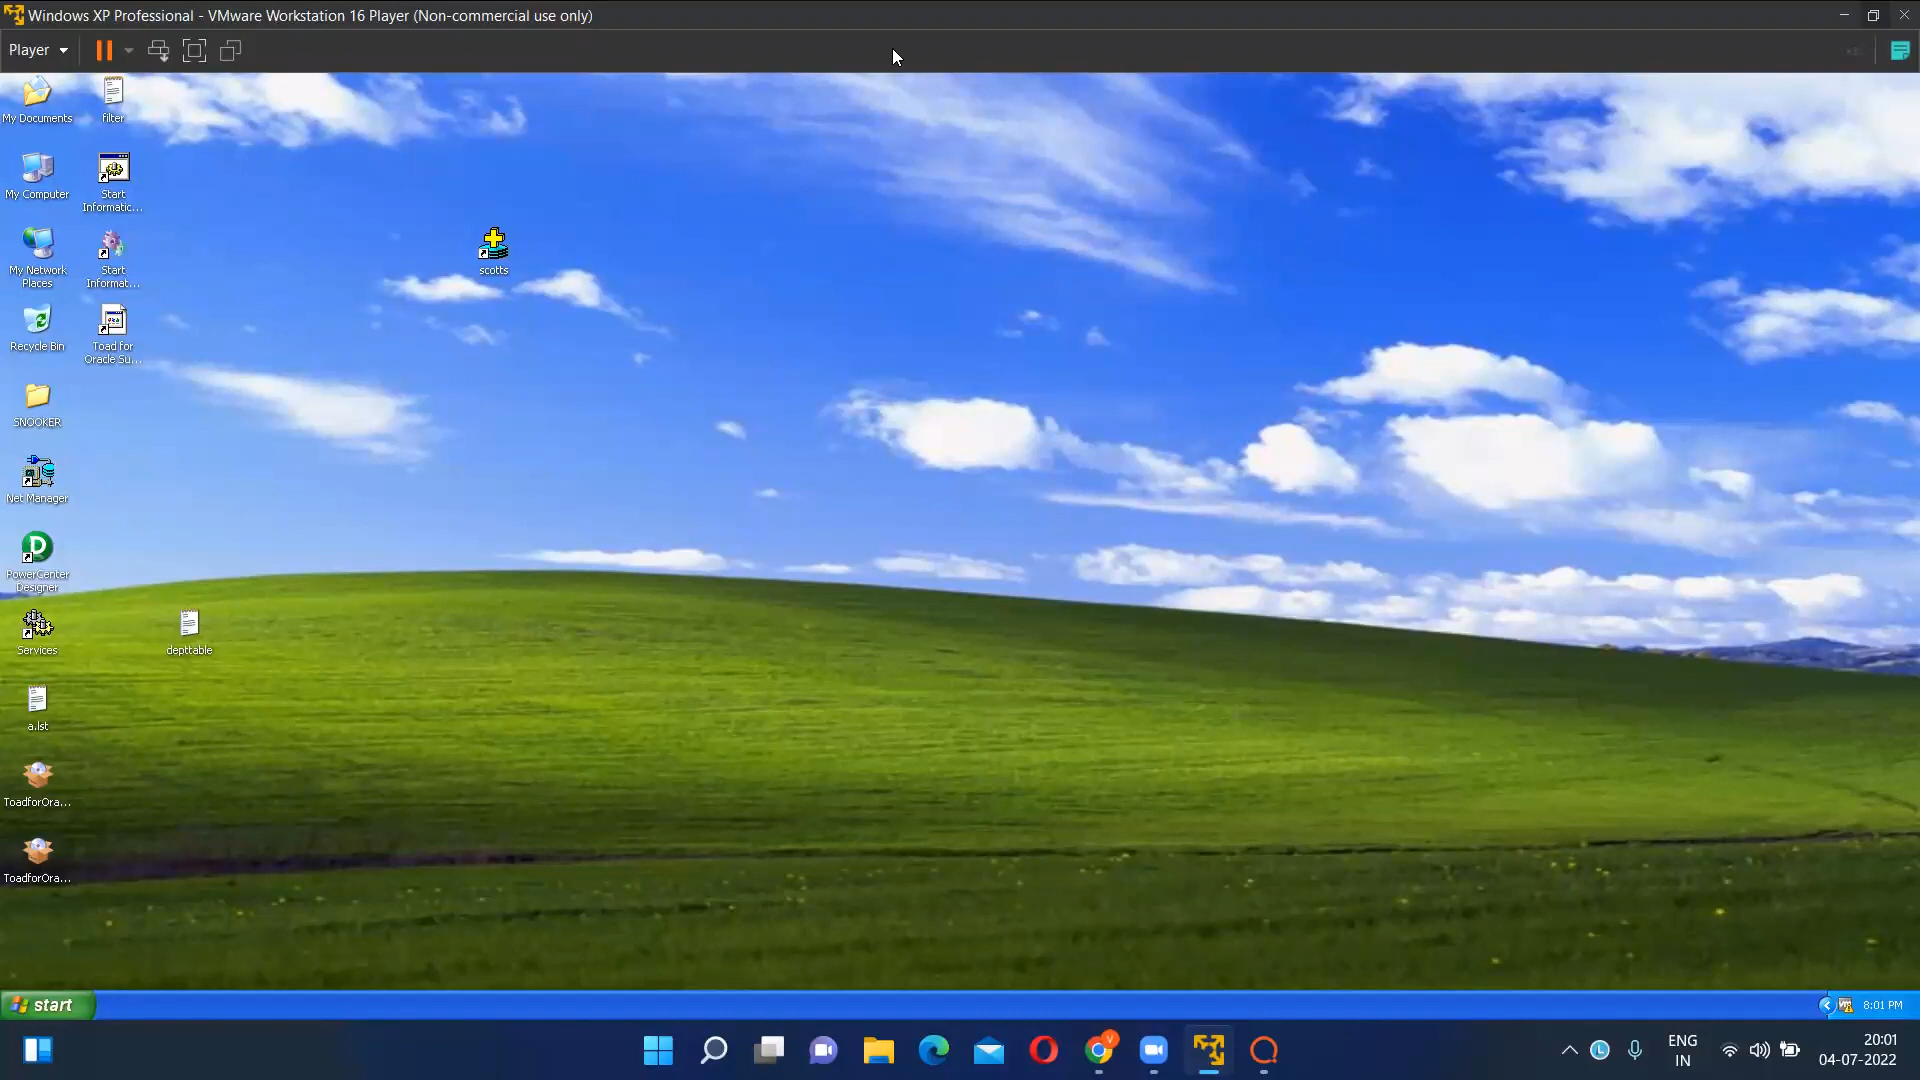 Windows XP Professional - VMware Workstation 16 Player (Non-commercial use only)
Player
My Documents
filter
My Computer
Start
Informatic...
My Network
Places
Start
Informat...
scotts
Recycle Bin
Toad for
Oracle Su...
SNOOKER
Net Manager
PowerCenter
Designer
Services
depttable
a.lst
ToadforOra...
ToadforOra...
start
8:01 PM
ENG
IN
20:01
04-07-2022